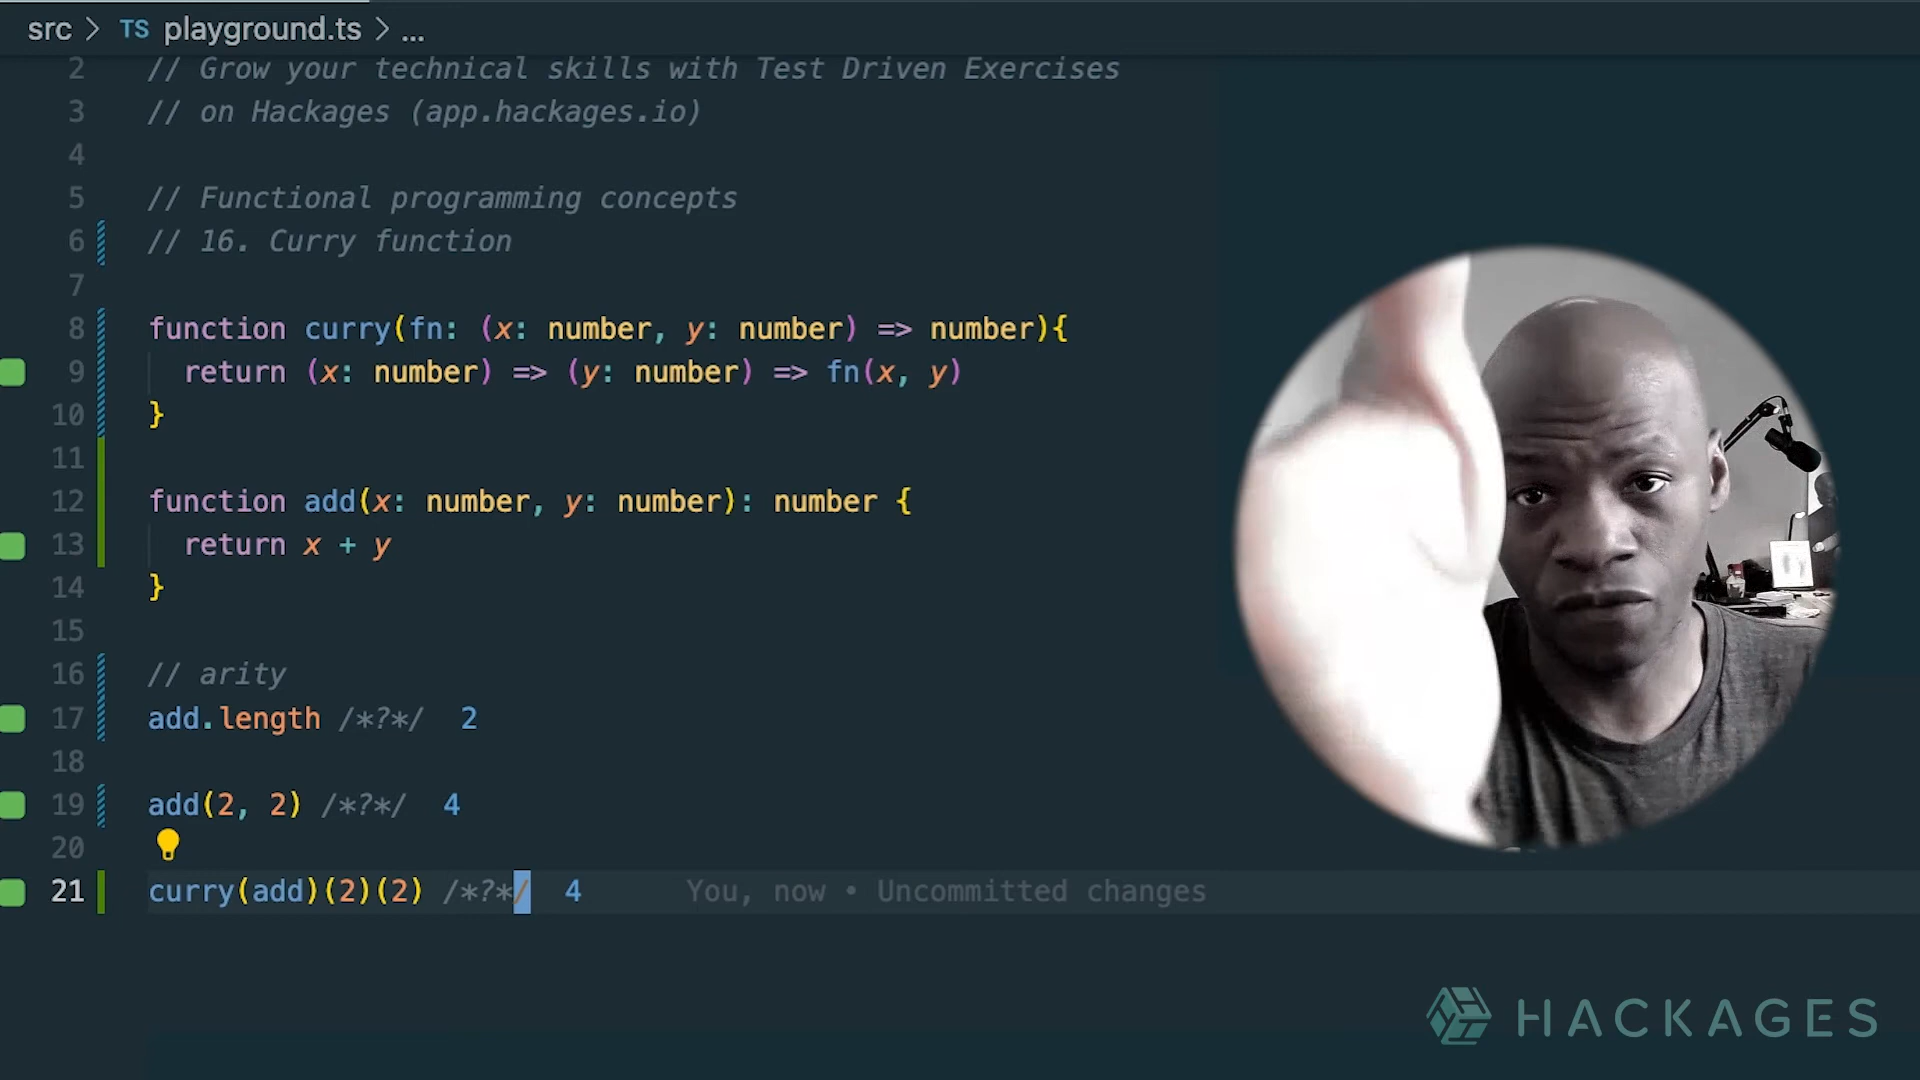 src > TS playground.ts > ...
2 // Grow your technical skills with Test Driven Exercises
3 // on Hackages (app.hackages.io)
4
5 // Functional programming concepts
6 // 16. Curry function
7
8 function curry(fn: (x: number, y: number) => number){
9 return (x: number) => (y: number) => fn(x, y)
10 }
11
12 function add(x: number, y: number): number {
13 return x + y
14 }
15
16 // arity
17 add.length /*?*/ 2
18
19 add(2, 2) /*?*/ 4
20
21 curry(add)(2)(2) /*?*/ 4 You, now • Uncommitted changes
HACKAGES